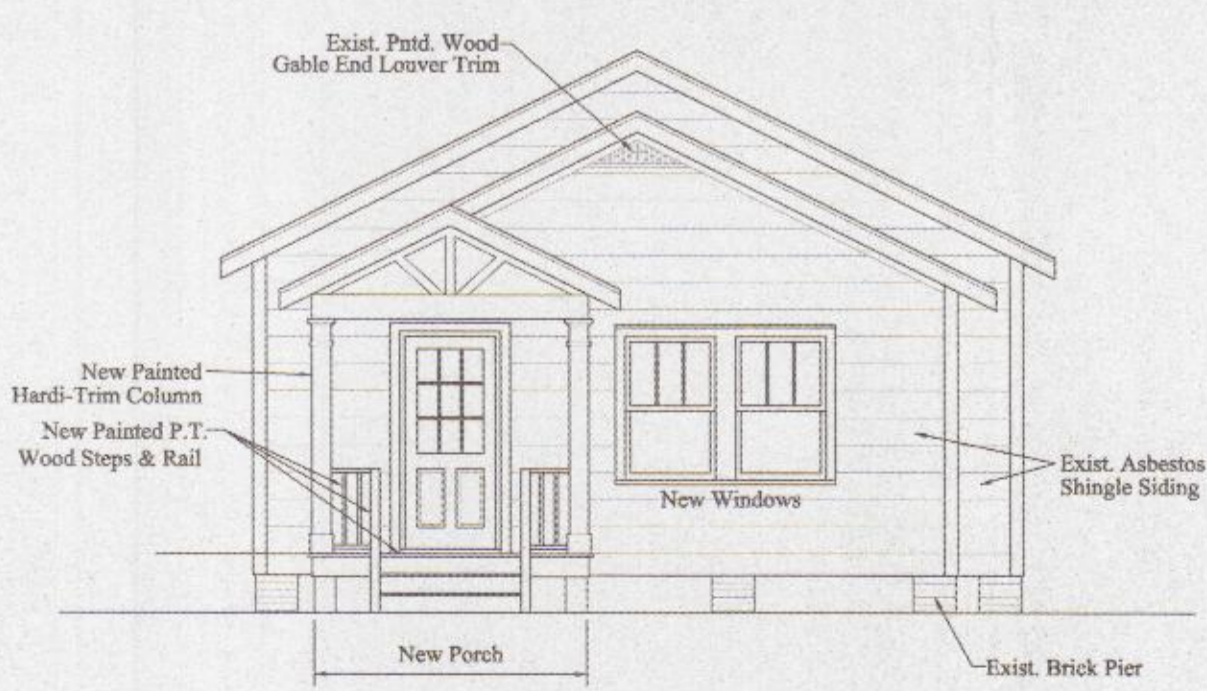 Exist. Pntd. Wood
Gable End Louver Trim
New Painted
Hardi-Trim Column
New Painted P.T.
Wood Steps & Rail
New Windows
Exist. Asbestos
Shingle Siding
New Porch
Exist. Brick Pier